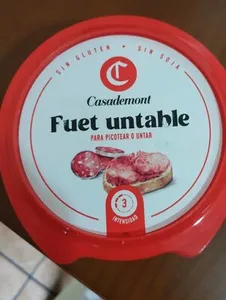 SIN GLUTEN • SIN SOJA
C
Casademont
Fuet untable
PARA PICOTEAR O UNTAR
3
INTENSIDAD